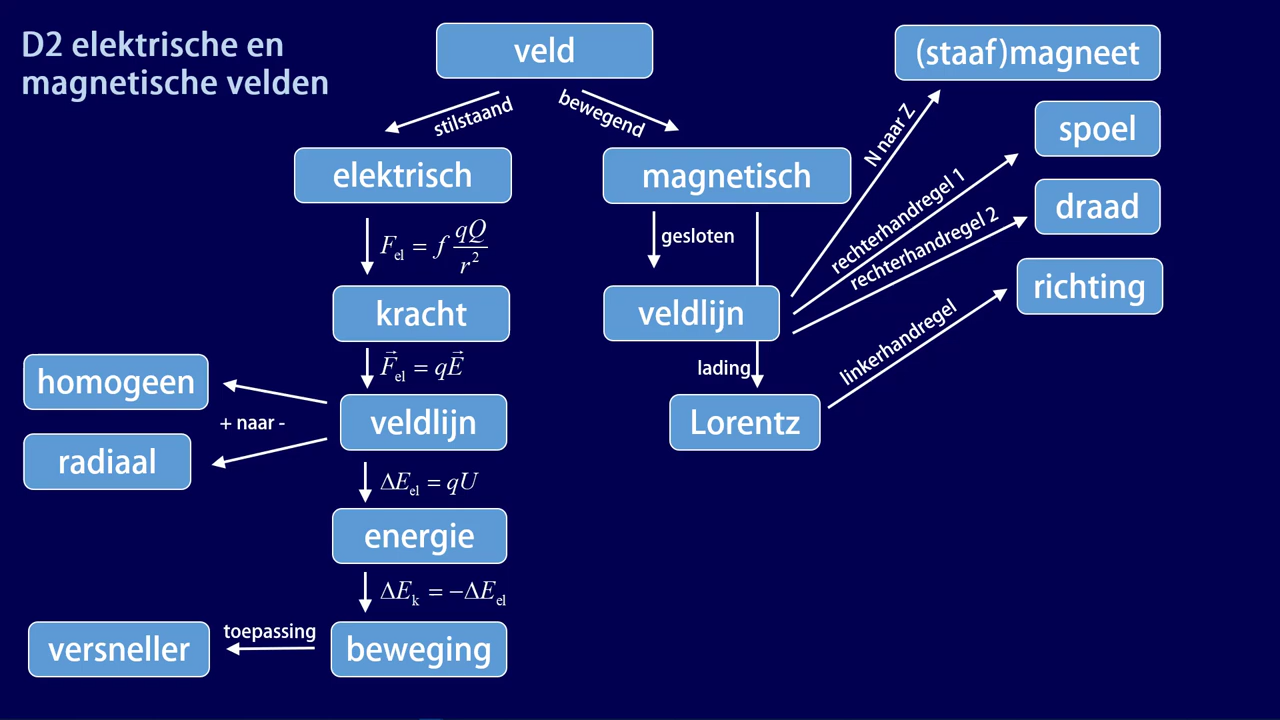 D2 elektrische en
magnetische velden
veld
(staaf)magneet
stilstaand
bewegend
N naar Z
spoel
elektrisch
magnetisch
rechterhandregel 1
draad
F_el = f qQ/r²
gesloten
rechterhandregel 2
kracht
veldlijn
richting
F⃗_el = qE⃗
lading
linkerhandregel
homogeen
+ naar -
veldlijn
Lorentz
radiaal
ΔE_el = qU
energie
ΔE_k = −ΔE_el
versneller
toepassing
beweging